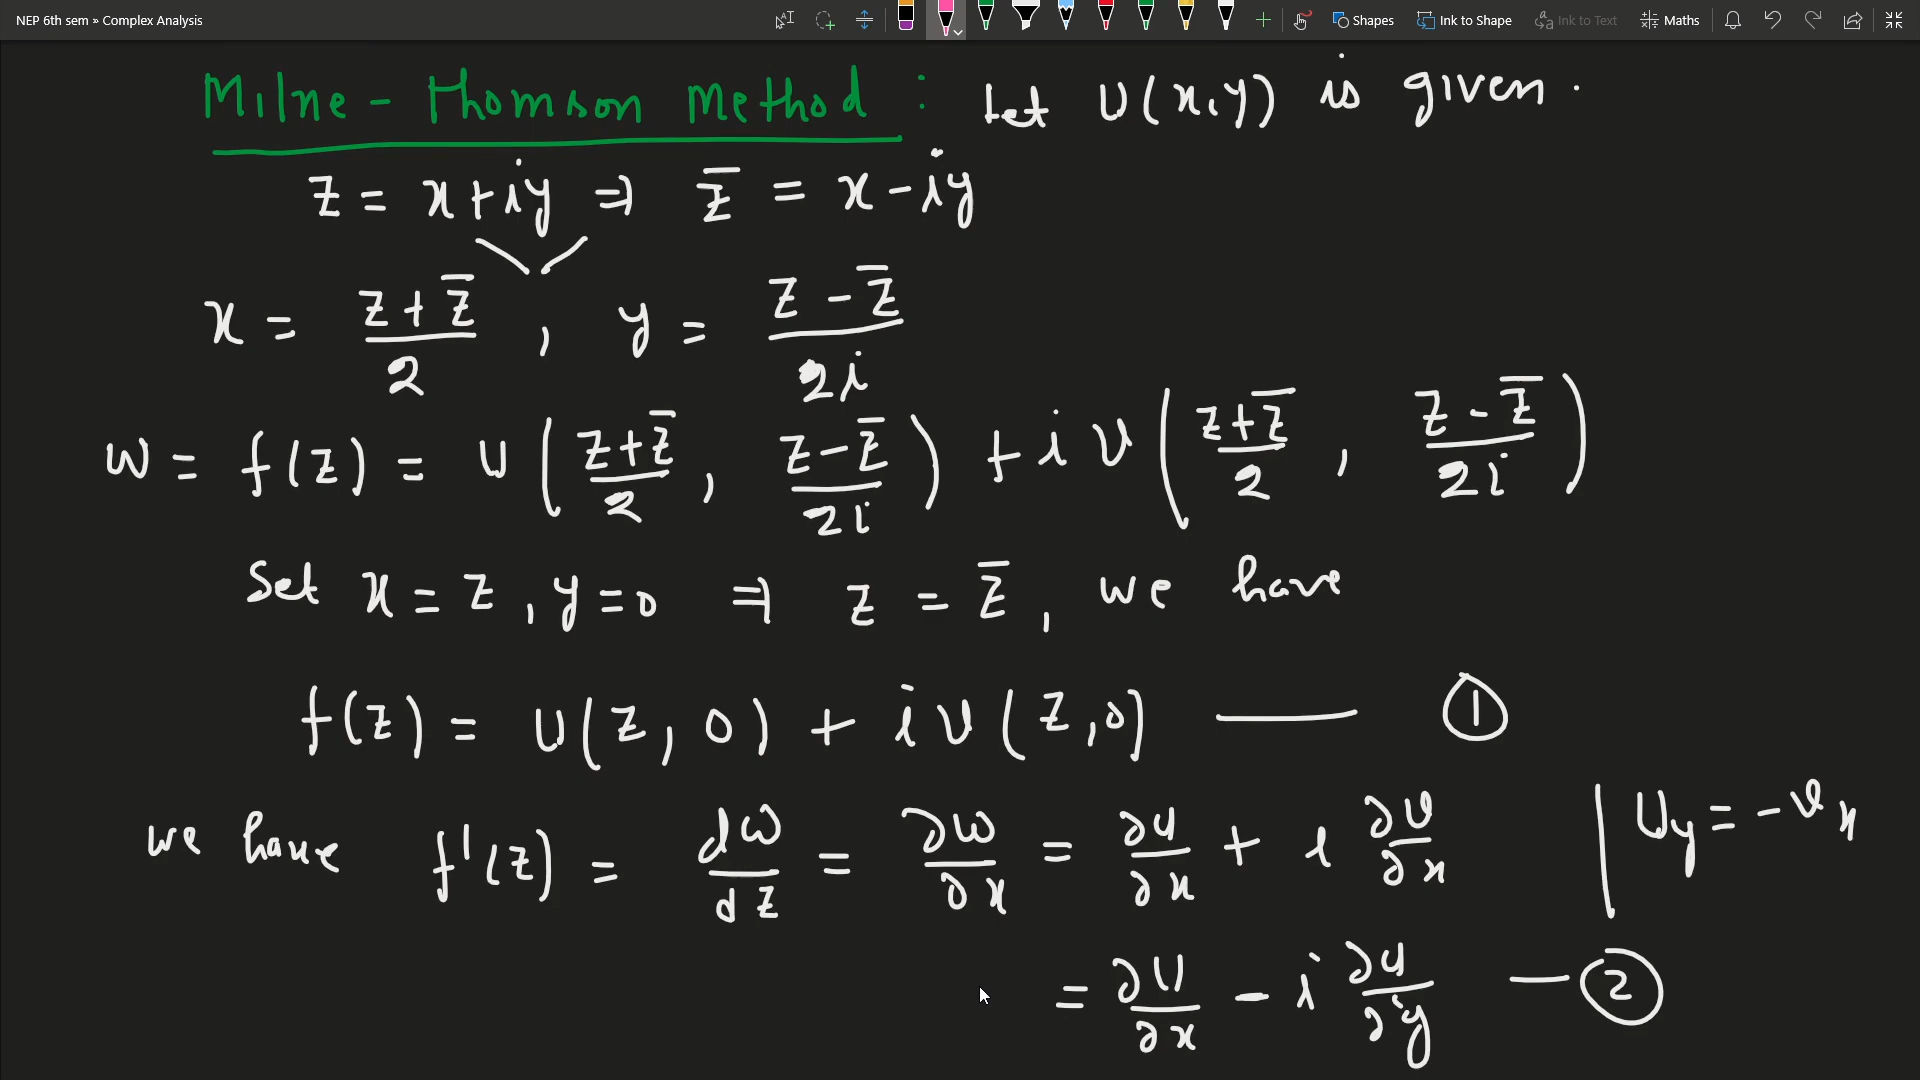 NEP 6th sem » Complex Analysis
Shapes Ink to Shape Ink to Text Maths
Milne - Thomson Method : Let U(x,y) is given.
z = x+iy ⇒ z̅ = x-iy
x = (z+z̅)/2 , y = (z-z̅)/2i
w = f(z) = u((z+z̅)/2 , (z-z̅)/2i) + i v((z+z̅)/2 , (z-z̅)/2i)
Set x = z , y = 0 ⇒ z = z̅ , we have
f(z) = u(z, 0) + i v(z, 0) —— ①
we have f'(z) = dw/dz = ∂w/∂x = ∂u/∂x + i ∂v/∂x | u_y = -v_x
= ∂u/∂x - i ∂u/∂y — ②